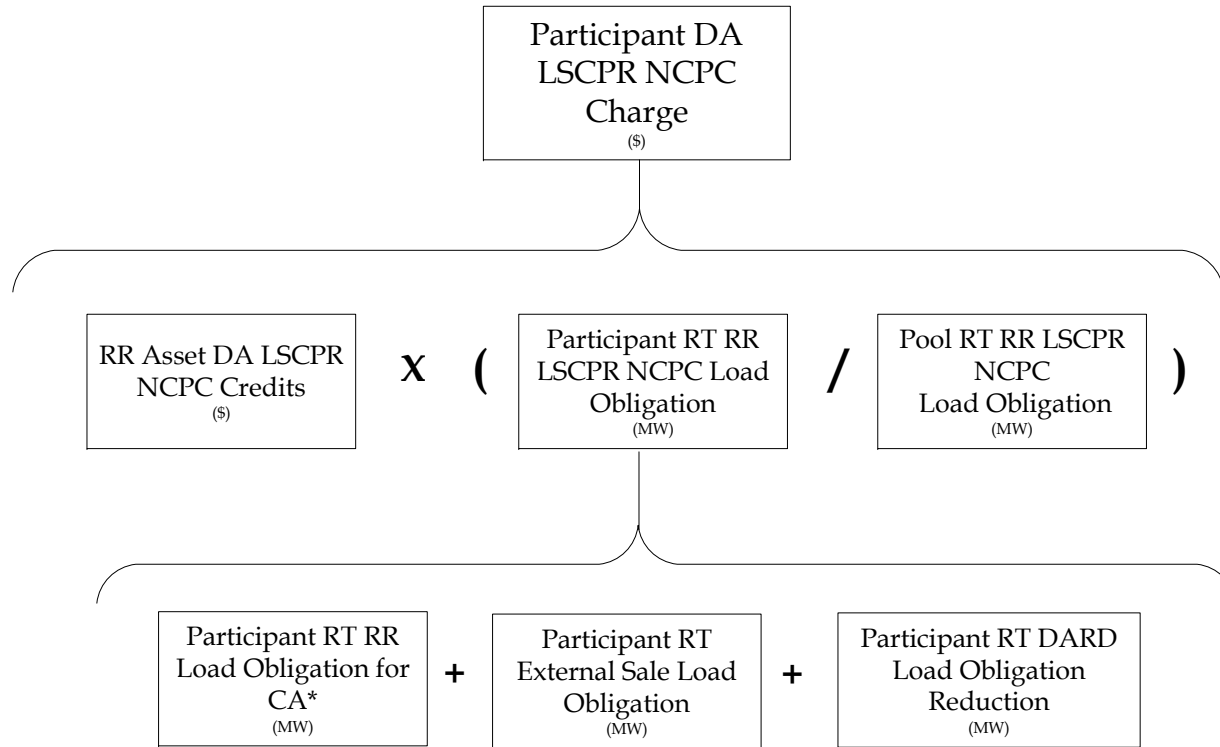 Participant DA
LSCPR NCPC
Charge
($)
RR Asset DA LSCPR
NCPC Credits
($)
x
(
Participant RT RR
LSCPR NCPC Load
Obligation
(MW)
/
Pool RT RR LSCPR
NCPC
Load Obligation
(MW)
)
Participant RT RR
Load Obligation for
CA*
(MW)
+
Participant RT
External Sale Load
Obligation
(MW)
+
Participant RT DARD
Load Obligation
Reduction
(MW)